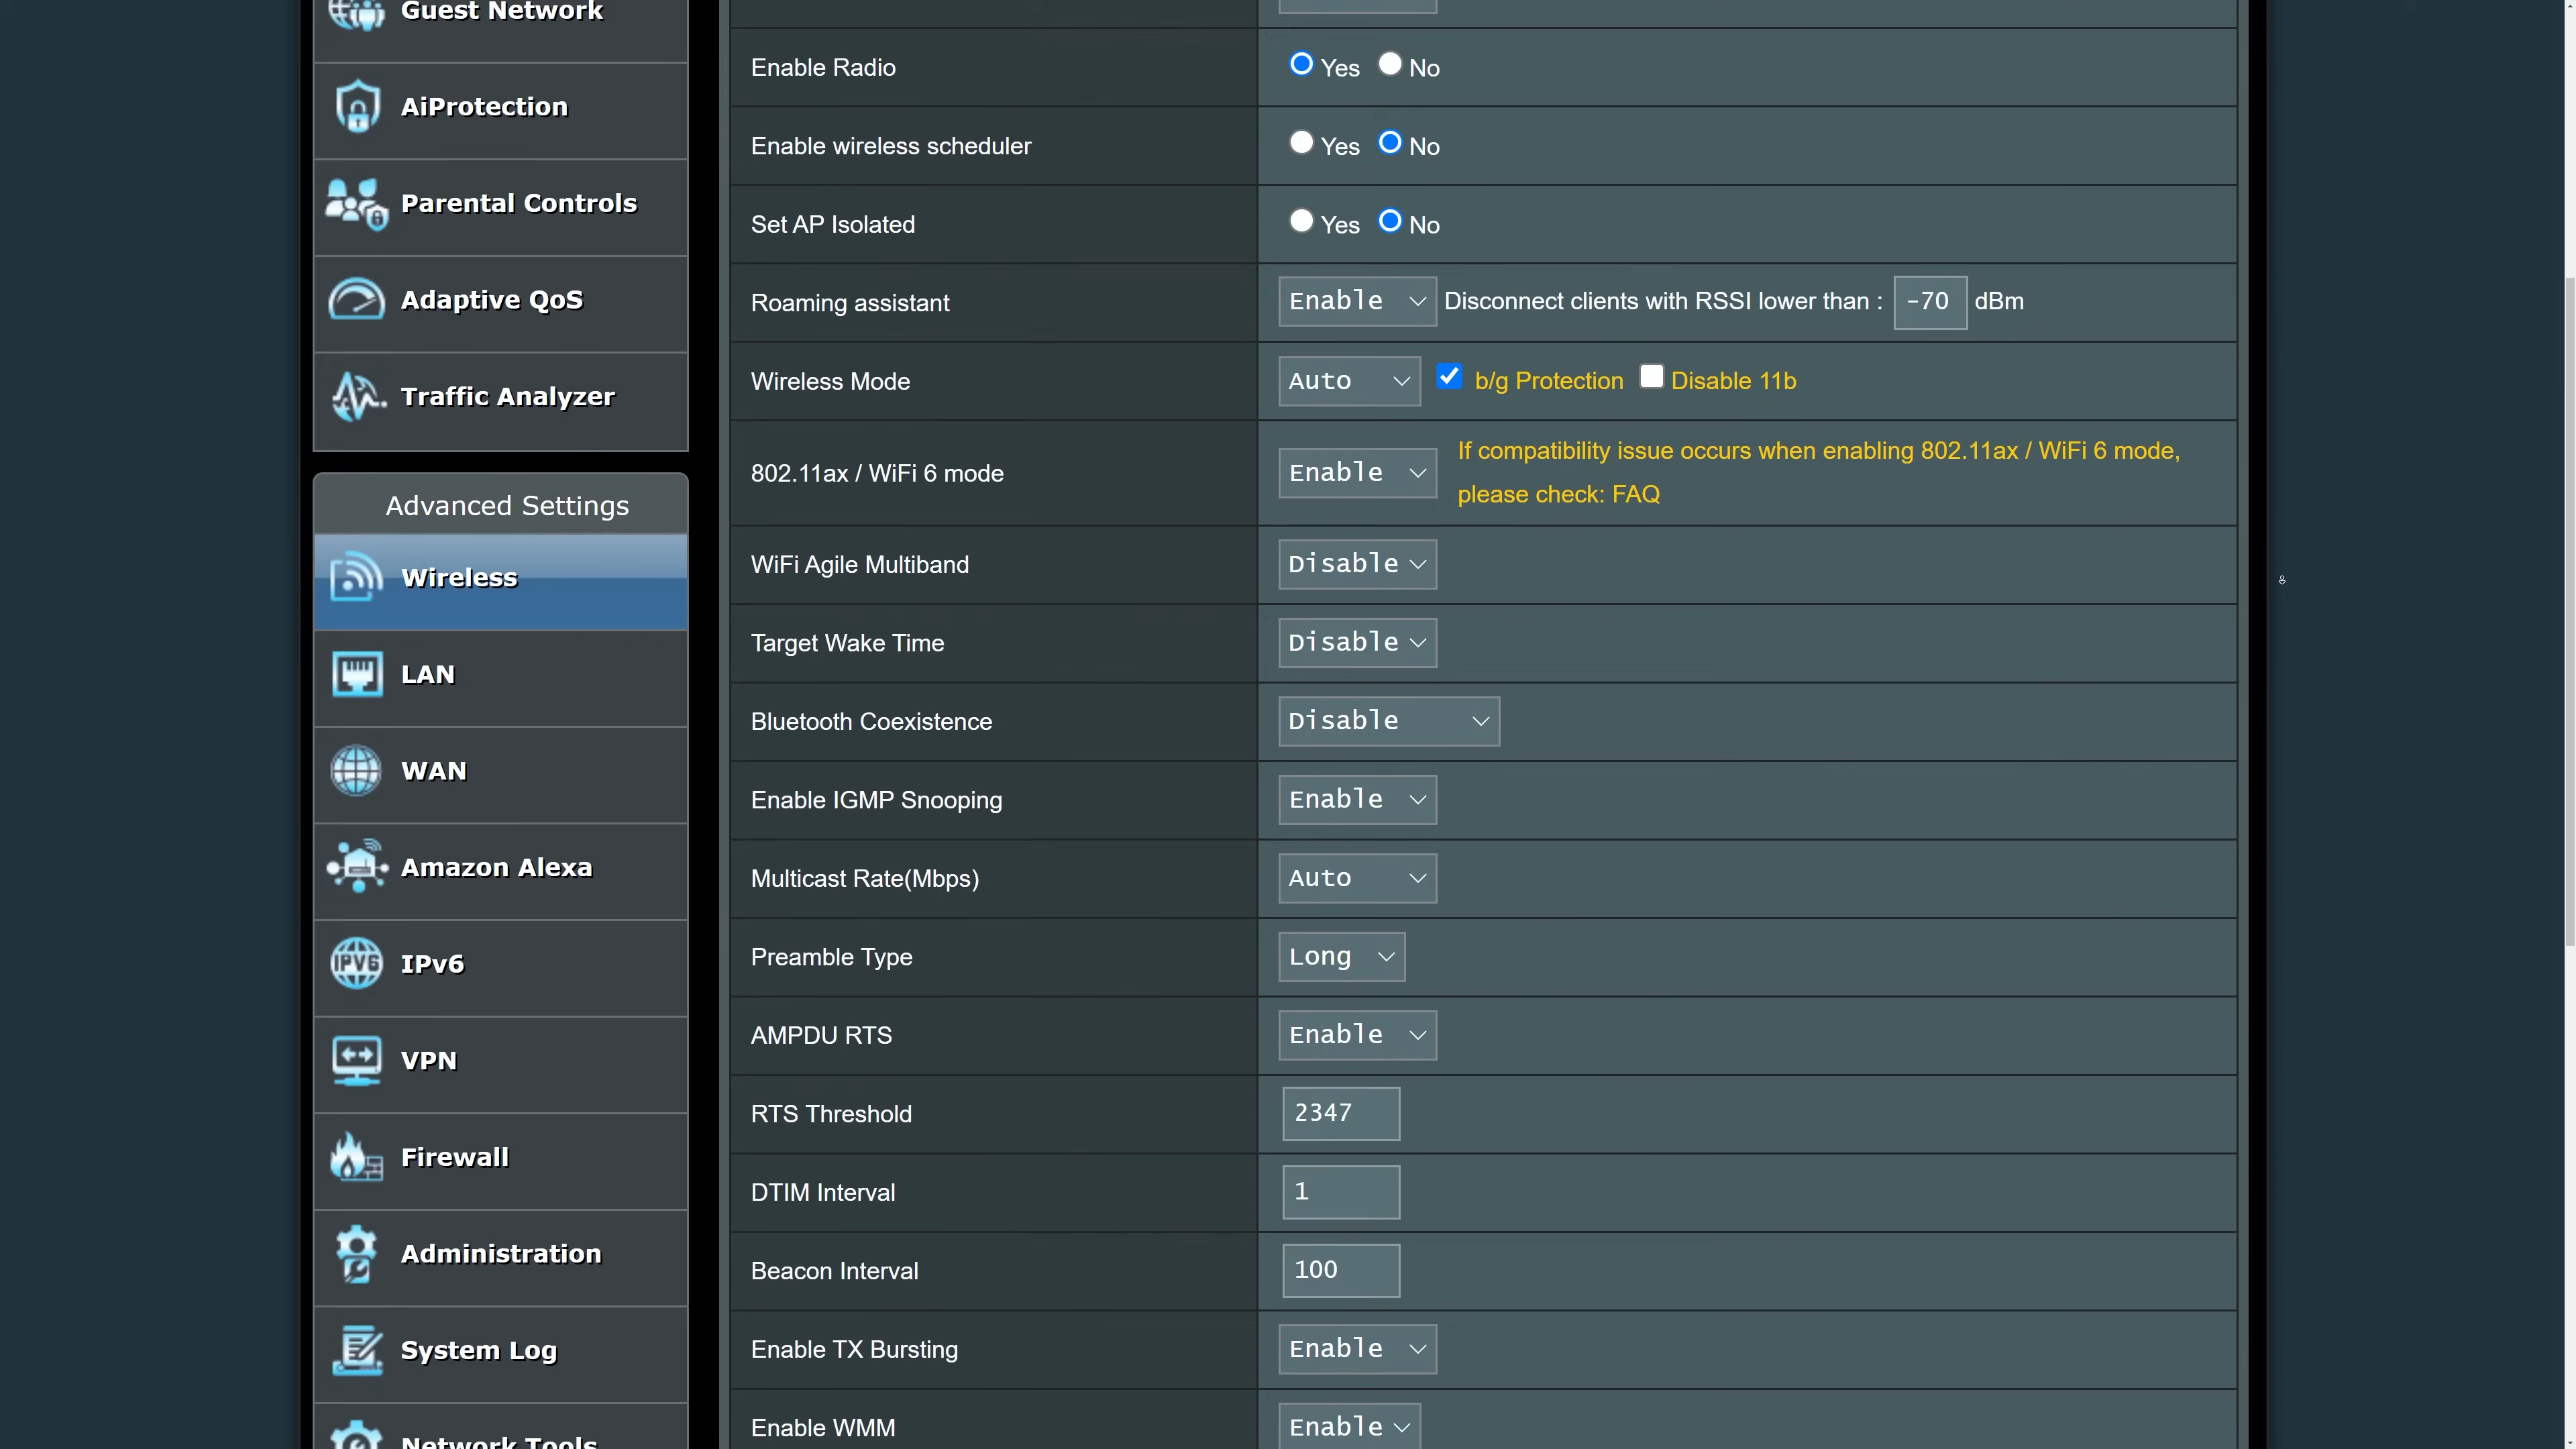 Guest Network
AiProtection
Parental Controls
Adaptive QoS
Traffic Analyzer
Advanced Settings
Wireless
LAN
WAN
Amazon Alexa
IPv6
VPN
Firewall
Administration
System Log
Network Tools
Enable Radio Yes No
Enable wireless scheduler Yes No
Set AP Isolated Yes No
Roaming assistant Enable Disconnect clients with RSSI lower than : -70 dBm
Wireless Mode Auto b/g Protection Disable 11b
802.11ax / WiFi 6 mode Enable If compatibility issue occurs when enabling 802.11ax / WiFi 6 mode,
please check: FAQ
WiFi Agile Multiband Disable
Target Wake Time Disable
Bluetooth Coexistence Disable
Enable IGMP Snooping Enable
Multicast Rate(Mbps) Auto
Preamble Type Long
AMPDU RTS Enable
RTS Threshold 2347
DTIM Interval 1
Beacon Interval 100
Enable TX Bursting Enable
Enable WMM Enable